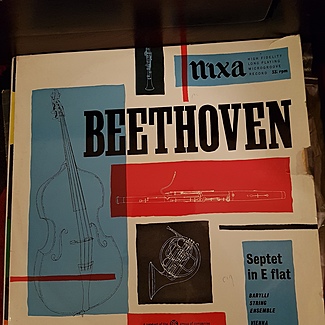 nixa
HIGH FIDELITY
LONG PLAYING
MICROGROOVE
RECORD 33⅓ rpm
BEETHOVEN
Septet
in E flat
BARYLLI
STRING
ENSEMBLE
VIENNA